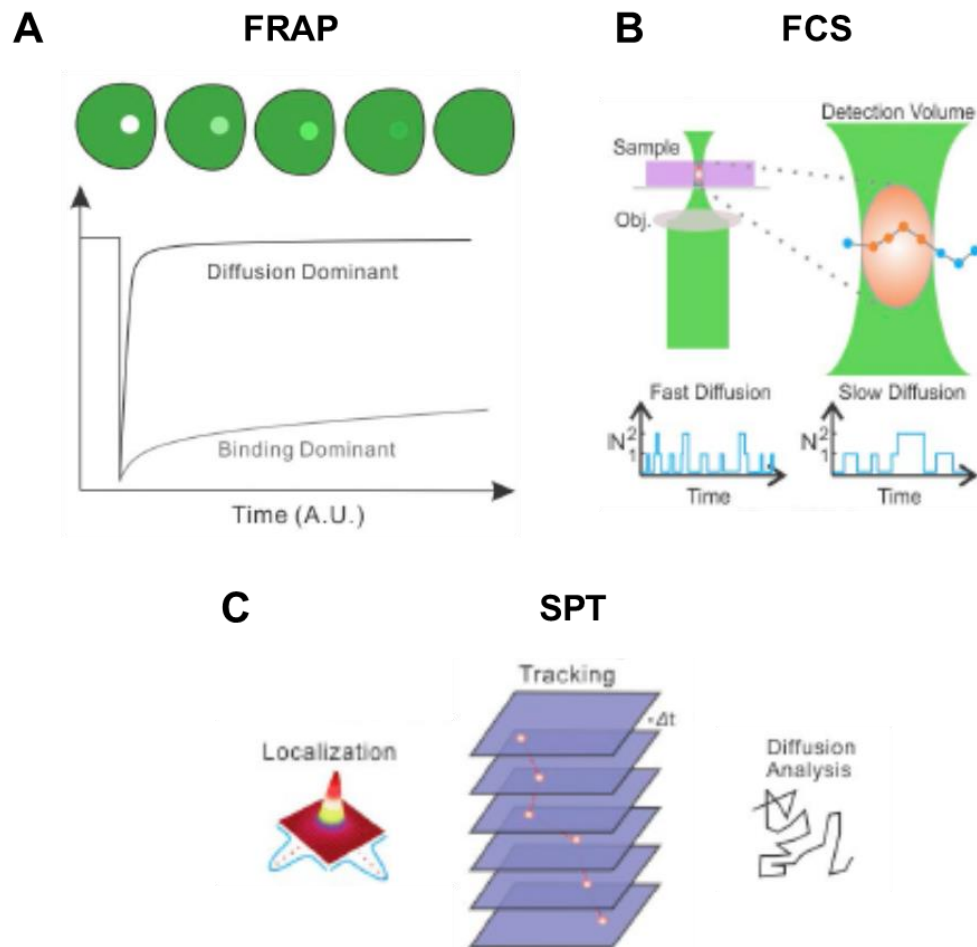 A
FRAP
Diffusion Dominant
Binding Dominant
Time (A.U.)
B
FCS
Detection Volume
Sample
Obj.
Fast Diffusion
Slow Diffusion
N
2
1
Time
N
2
1
Time
C
SPT
Tracking
Δt
Localization
Diffusion
Analysis